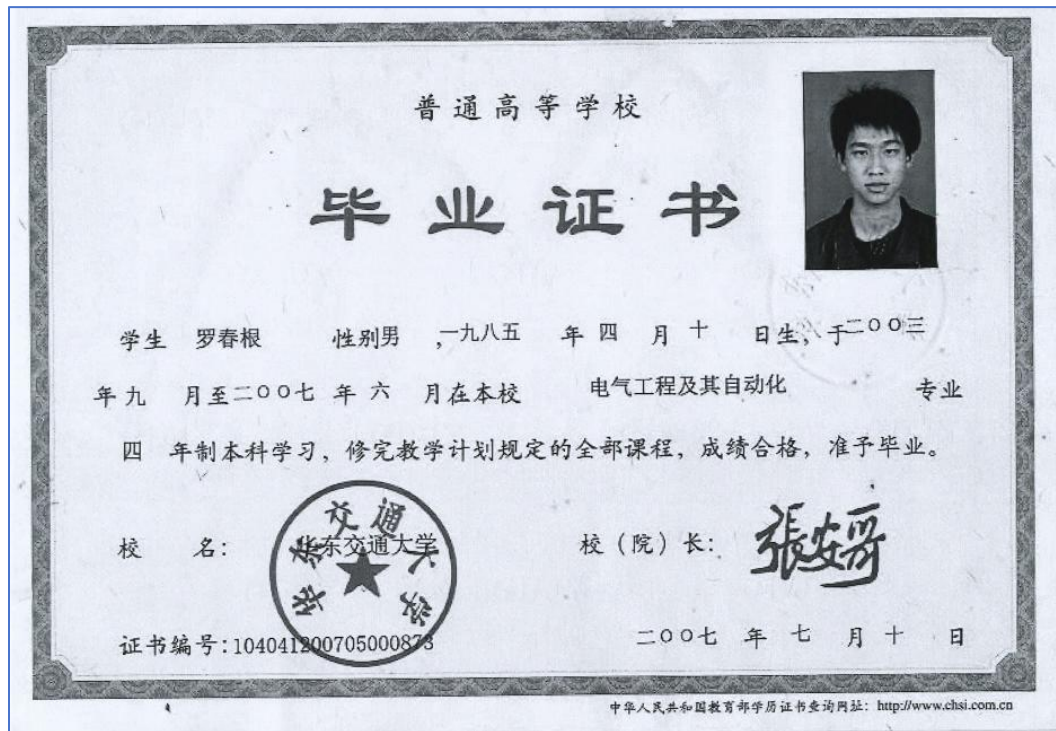 普通高等学校
毕业证书
学生 罗春根 性别男 ,一九八五 年 四 月 十 日生,于二〇〇三
年 九 月至二〇〇七 年 六 月在本校 电气工程及其自动化 专业
四 年制本科学习,修完教学计划规定的全部课程,成绩合格,准予毕业。
校 名: 华东交通大学 校(院)长: 張安哥
华东交通大学
证书编号:104041200705000873 二〇〇七 年 七 月 十 日
中华人民共和国教育部学历证书查询网址: http://www.chsi.com.cn